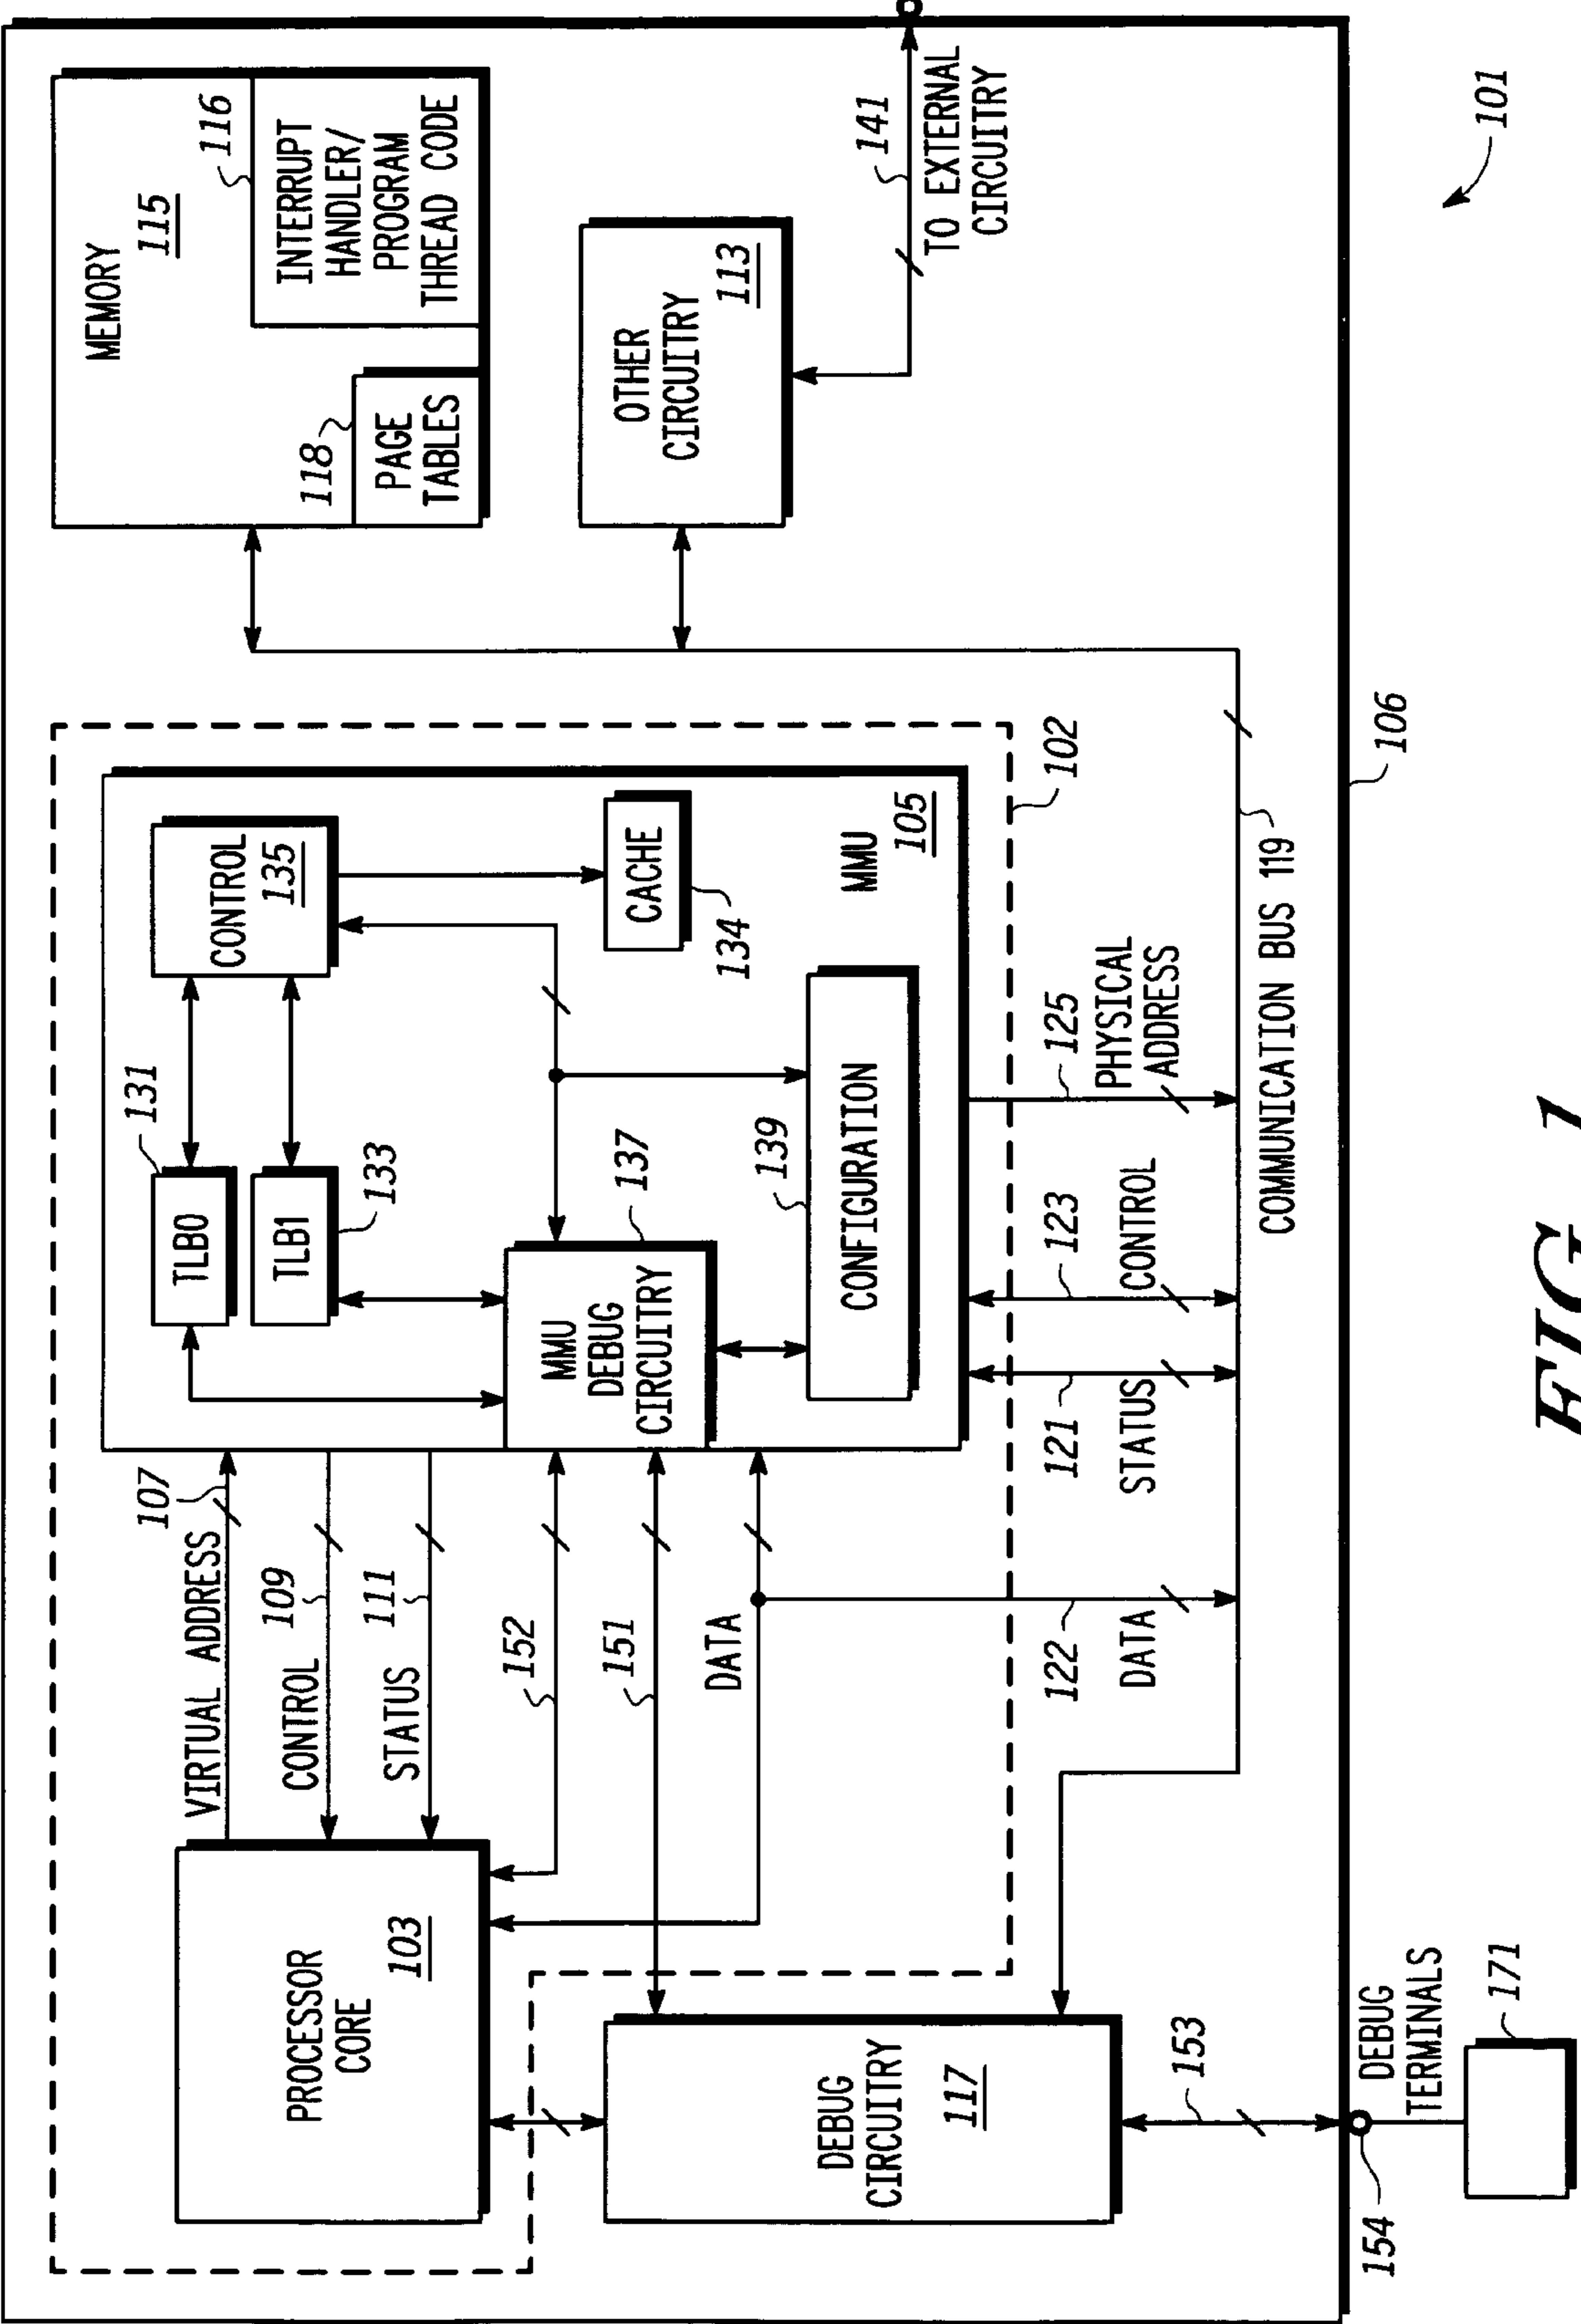 PROCESSOR
CORE
103
VIRTUAL ADDRESS
107
CONTROL
109
STATUS
111
152
151
DATA
TLB0
131
TLB1
133
CONTROL
135
CACHE
134
MMU
DEBUG
CIRCUITRY
137
CONFIGURATION
139
MMU
105
102
MEMORY
115
116
INTERRUPT
HANDLER/
PROGRAM
THREAD CODE
118
PAGE
TABLES
OTHER
CIRCUITRY
113
141
TO EXTERNAL
CIRCUITRY
DEBUG
CIRCUITRY
117
122
DATA
121
STATUS
123
CONTROL
125
PHYSICAL
ADDRESS
COMMUNICATION BUS 119
106
153
154
DEBUG
TERMINALS
171
101
FIG. 1